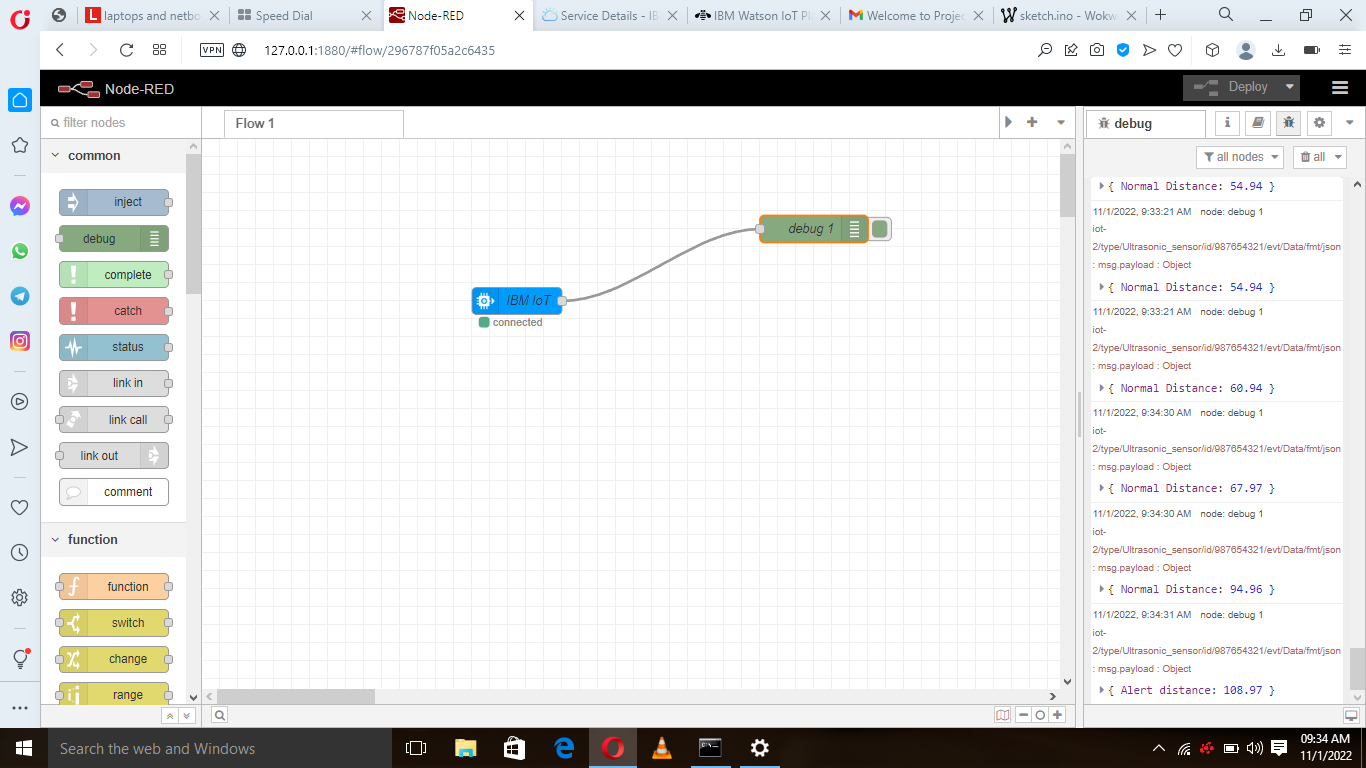 laptops and netbo
Speed Dial
Node-RED
Service Details - IB
IBM Watson IoT Pl
Welcome to Projec
sketch.ino - Wokw
VPN
127.0.0.1:1880/#flow/296787f05a2c6435
Node-RED
Deploy
filter nodes
common
inject
debug
complete
catch
status
link in
link call
link out
comment
function
function
switch
change
range
Flow 1
debug 1
IBM IoT
connected
debug
all nodes
all
{ Normal Distance: 54.94 }
11/1/2022, 9:33:21 AM node: debug 1
iot-
2/type/Ultrasonic_sensor/id/987654321/evt/Data/fmt/json
: msg.payload : Object
{ Normal Distance: 54.94 }
11/1/2022, 9:33:21 AM node: debug 1
iot-
2/type/Ultrasonic_sensor/id/987654321/evt/Data/fmt/json
: msg.payload : Object
{ Normal Distance: 60.94 }
11/1/2022, 9:34:30 AM node: debug 1
iot-
2/type/Ultrasonic_sensor/id/987654321/evt/Data/fmt/json
: msg.payload : Object
{ Normal Distance: 67.97 }
11/1/2022, 9:34:30 AM node: debug 1
iot-
2/type/Ultrasonic_sensor/id/987654321/evt/Data/fmt/json
: msg.payload : Object
{ Normal Distance: 94.96 }
11/1/2022, 9:34:31 AM node: debug 1
iot-
2/type/Ultrasonic_sensor/id/987654321/evt/Data/fmt/json
: msg.payload : Object
{ Alert distance: 108.97 }
Search the web and Windows
09:34 AM
11/1/2022